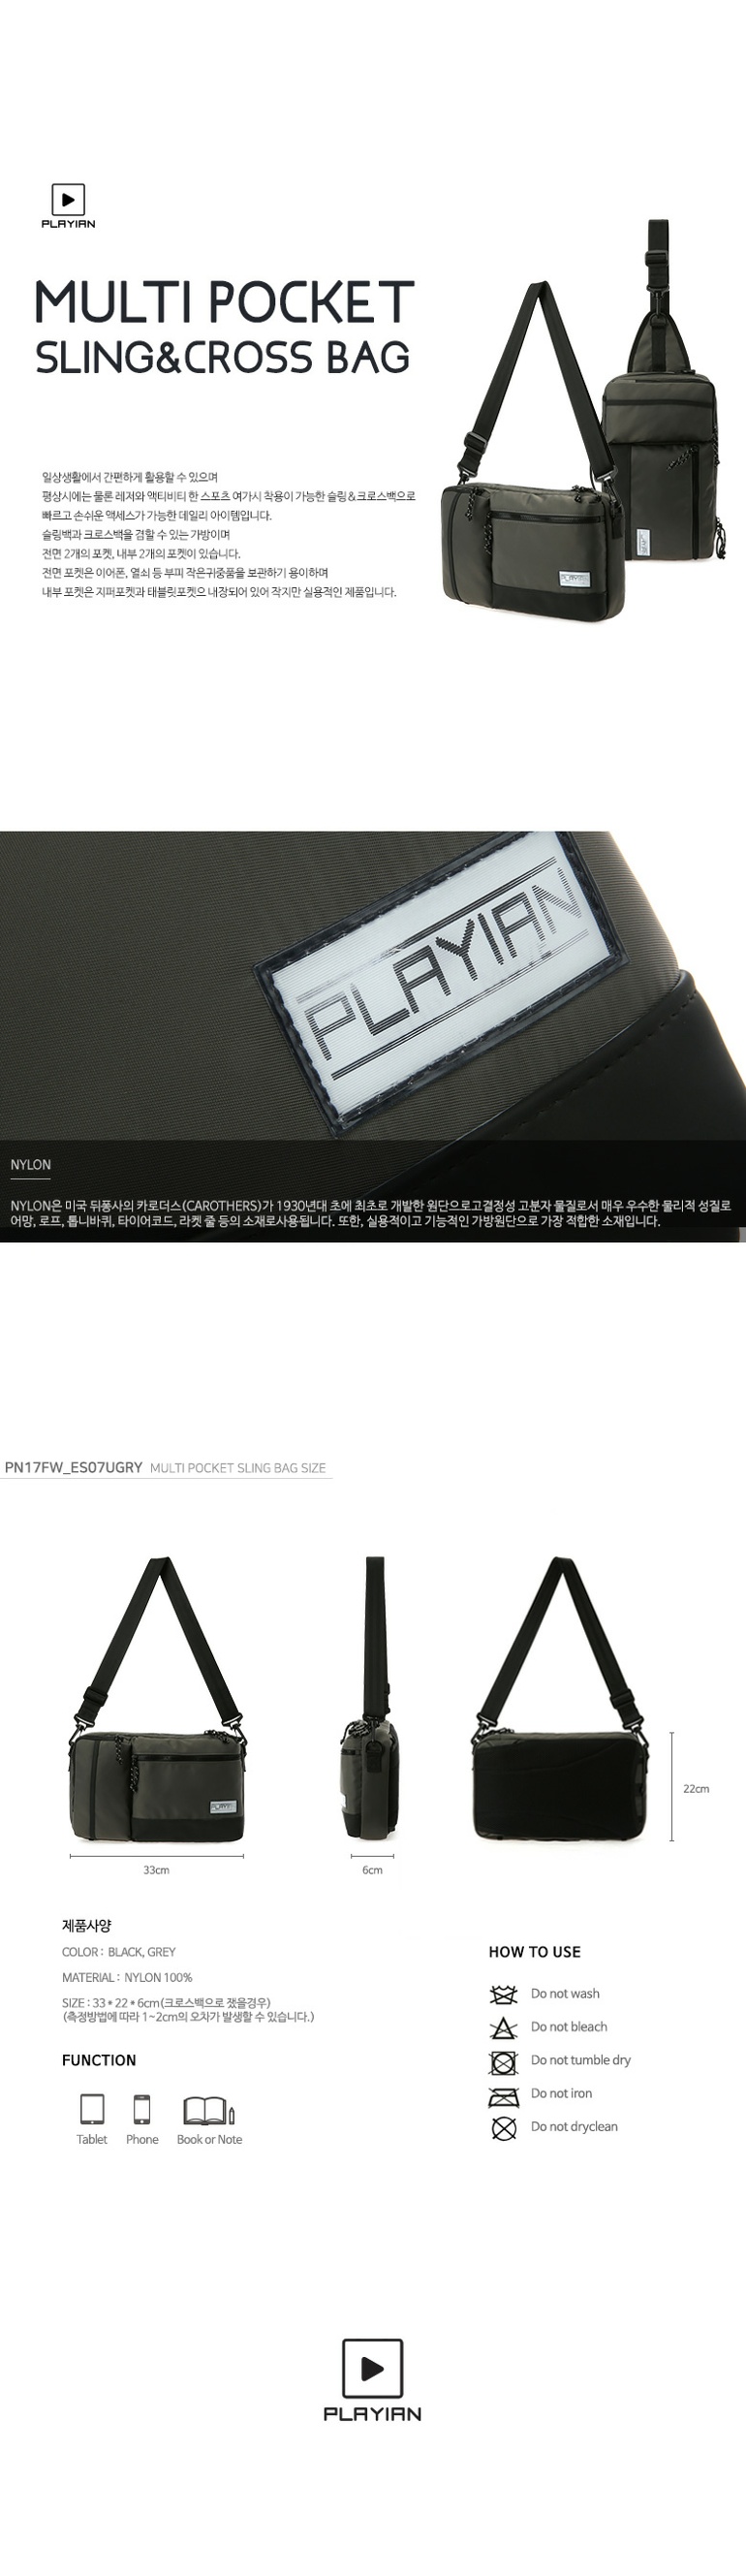 PLAYIAN
MULTI POCKET
SLING&CROSS BAG
일상생활에서 간편하게 활용할 수 있으며
평상시에는 물론 레저와 액티비티 한 스포츠 여가시 착용이 가능한 슬링&크로스백으로
빠르고 손쉬운 액세스가 가능한 데일리 아이템입니다.
슬링백과 크로스백을 겸할 수 있는 가방이며
전면 2개의 포켓, 내부 2개의 포켓이 있습니다.
전면 포켓은 이어폰, 열쇠 등 부피 작은귀중품을 보관하기 용이하며
내부 포켓은 지퍼포켓과 태블릿포켓으 내장되어 있어 작지만 실용적인 제품입니다.
PLAYIAN
NYLON
NYLON은 미국 뒤퐁사의 카로더스(CAROTHERS)가 1930년대 초에 최초로 개발한 원단으로고결정성 고분자 물질로서 매우 우수한 물리적 성질로
어망, 로프, 톱니바퀴, 타이어코드, 라켓 줄 등의 소재로사용됩니다. 또한, 실용적이고 기능적인 가방원단으로 가장 적합한 소재입니다.
PN17FW_ES07UGRY MULTI POCKET SLING BAG SIZE
22cm
33cm
6cm
제품사양
COLOR : BLACK, GREY
MATERIAL : NYLON 100%
SIZE : 33 * 22 * 6cm(크로스백으로 쟀을경우)
(측정방법에 따라 1~2cm의 오차가 발생할 수 있습니다.)
FUNCTION
Tablet
Phone
Book or Note
HOW TO USE
Do not wash
Do not bleach
Do not tumble dry
Do not iron
Do not dryclean
PLAYIAN